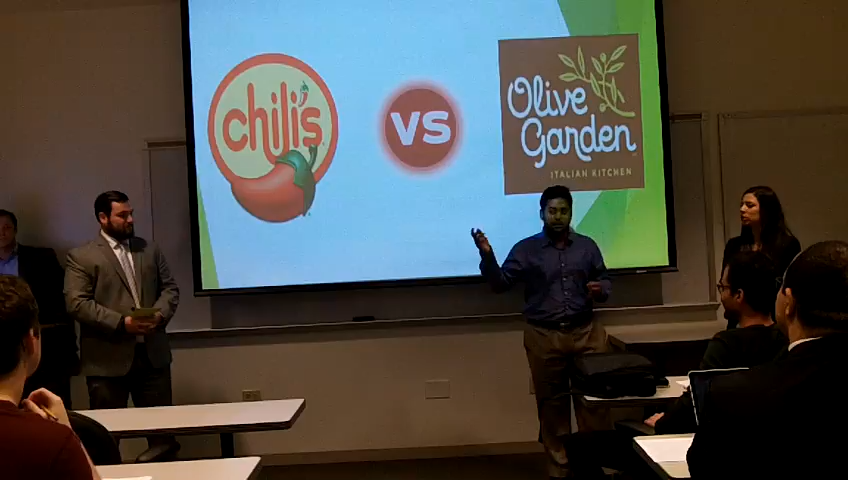 chili's
VS
Olive
Garden
ITALIAN KITCHEN